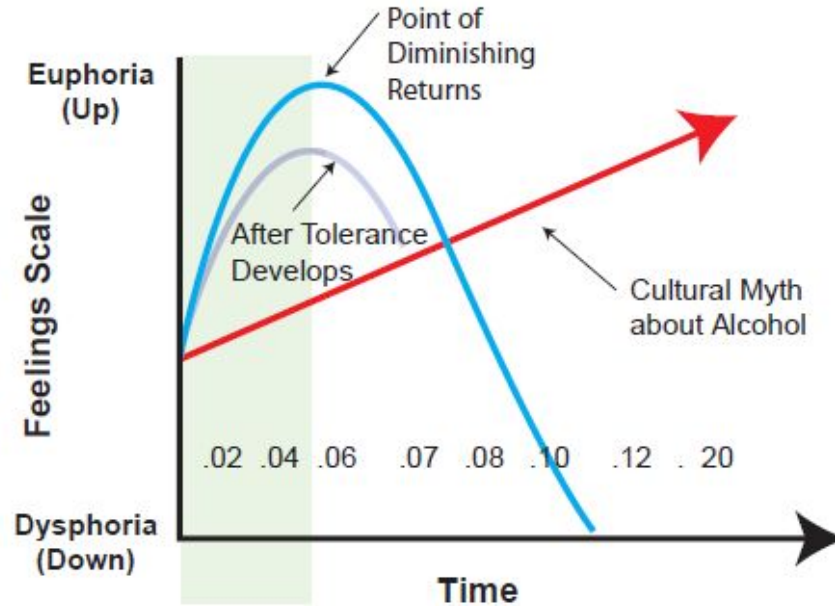 Point of
Diminishing
Returns
Euphoria
(Up)
After Tolerance
Develops
Cultural Myth
about Alcohol
Feelings Scale
.02 .04 .06 .07 .08 .10 .12 . 20
Dysphoria
(Down)
Time